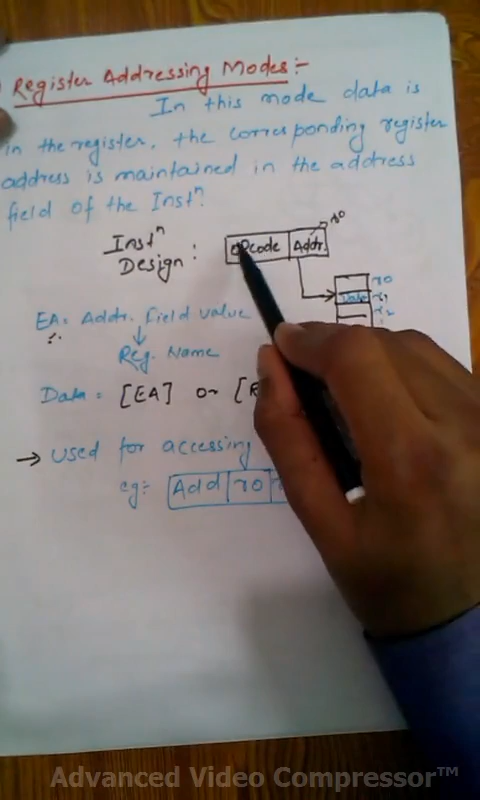 Register Addressing Modes:-
In this mode data is
in the register. the corresponding register
address is maintained in the address
field of the Instⁿ.
Instⁿ
Design :
opcode Addr.
r0
r0
Data r1
r2
EA: Addr. field value
Reg. Name
Data = [EA] or [R
→ used for accessing
eg:- Add r0
Advanced Video Compressor™